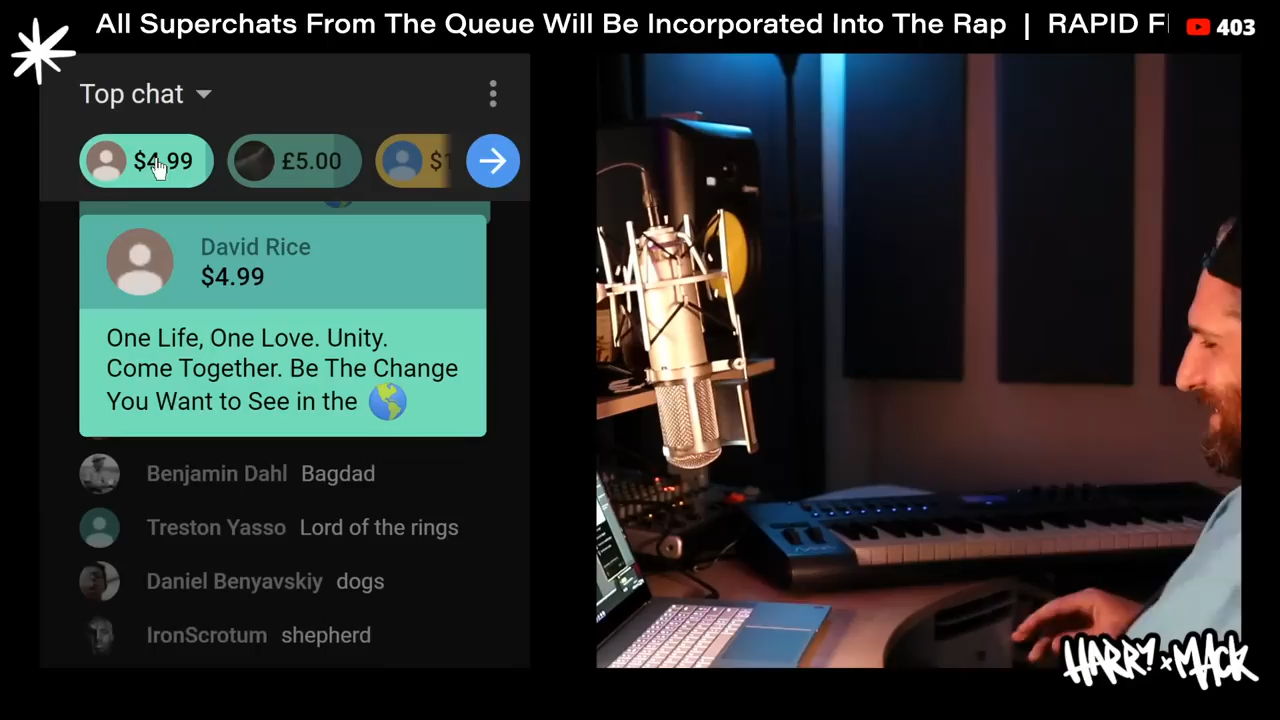 All Superchats From The Queue Will Be Incorporated Into The Rap | RAPID
403
Top chat
$4.99
£5.00
David Rice
$4.99
One Life, One Love. Unity.
Come Together. Be The Change
You Want to See in the
Benjamin Dahl Bagdad
Treston Yasso Lord of the rings
Daniel Benyavskiy dogs
IronScrotum shepherd
HARRY MACK